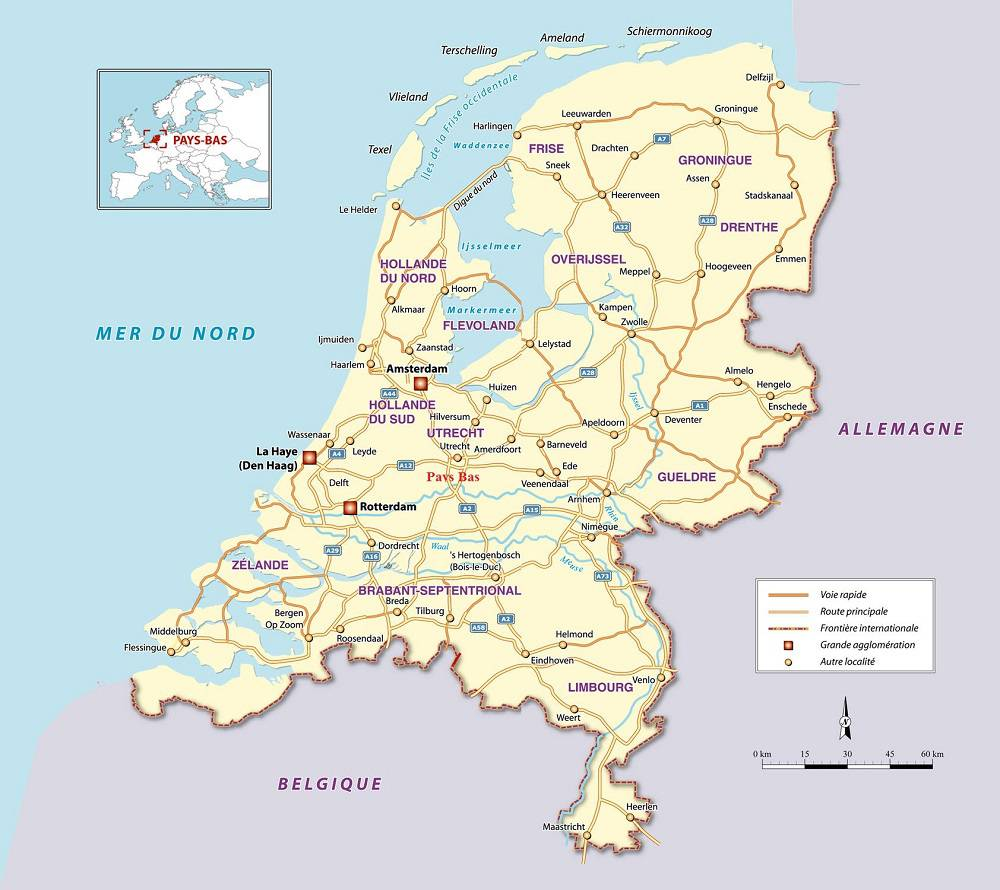 Schiermonnikoog
Ameland
Terschelling
Vlieland
Texel
Iles de la Frise occidentale
Waddenzee
Delfzijl
Harlingen
Leeuwarden
Groningue
FRISE
Drachten
A7
GRONINGUE
Sneek
Assen
Heerenveen
Stadskanaal
Digue du nord
Le Helder
PAYS-BAS
A32
A28
DRENTHE
Ijsselmeer
HOLLANDE
DU NORD
OVERIJSSEL
Meppel
Hoogeveen
Emmen
Hoorn
Alkmaar
Markermeer
FLEVOLAND
Kampen
Zwolle
MER DU NORD
Ijmuiden
Zaanstad
Lelystad
Haarlem
Amsterdam
A28
Almelo
Hengelo
Enschede
A44
Huizen
Ijssel
A1
Deventer
HOLLANDE
DU SUD
Hilversum
UTRECHT
Apeldoorn
ALLEMAGNE
Wassenaar
Leyde
Utrecht
Amerdfoort
Barneveld
La Haye
(Den Haag)
A4
A12
Ede
Pays Bas
Veenendaal
GUELDRE
Delft
Arnhem
Rotterdam
A2
A15
Rhin
Nimègue
Dordrecht
Waal
A29
A16
's Hertogenbosch
(Bois-le-Duc)
Meuse
A73
ZÉLANDE
BRABANT-SEPTENTRIONAL
Breda
Tilburg
Bergen
Op Zoom
A2
A58
Roosendaal
Middelburg
Flessingue
Helmond
Eindhoven
Venlo
LIMBOURG
Weert
Voie rapide
Route principale
Frontière internationale
Grande agglomération
Autre localité
N
0 km 15 30 45 60 km
BELGIQUE
Heerlen
Maastricht